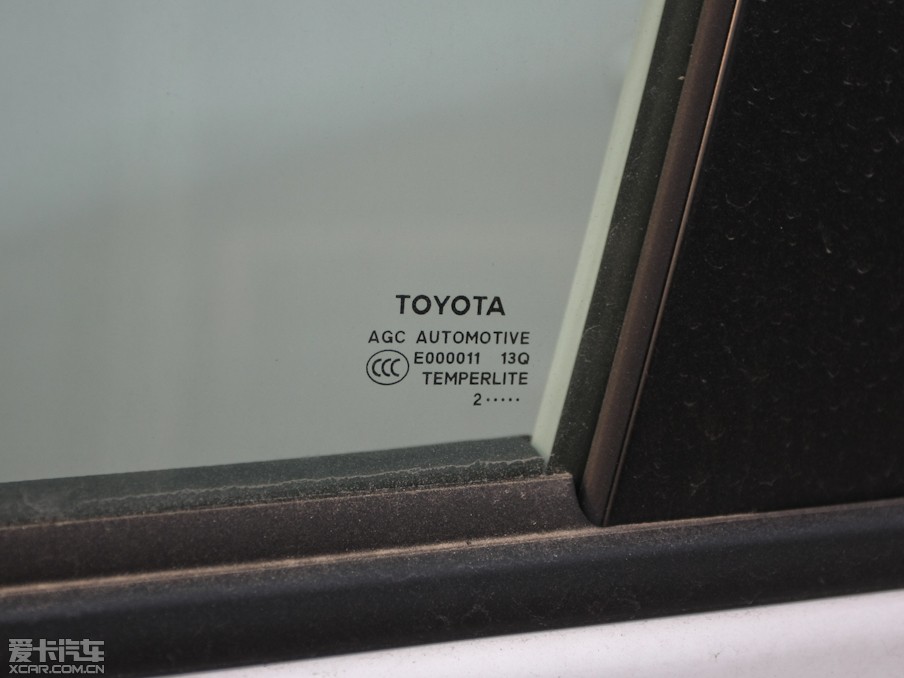 TOYOTA
AGC AUTOMOTIVE
CCC E000011 13Q
TEMPERLITE
2·····
爱卡汽车
XCAR.COM.CN